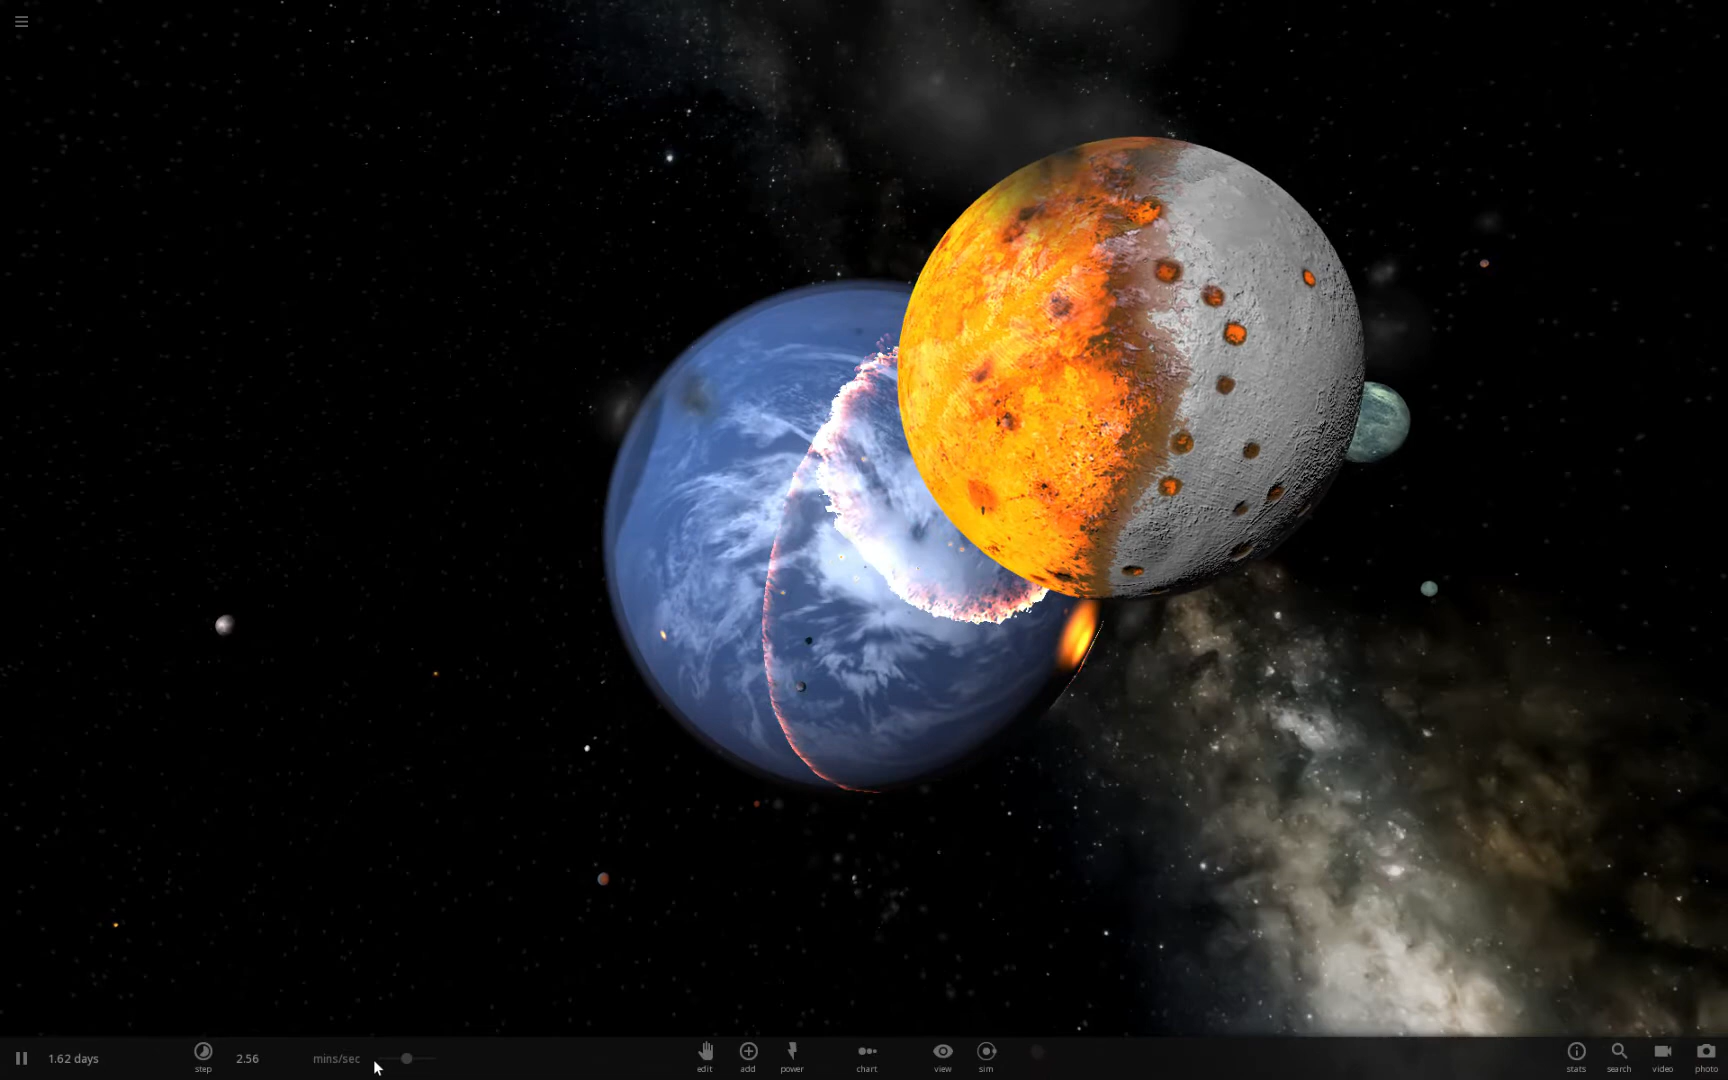 1.62 days
step
2.56
mins/sec
edit
add
power
chart
view
sim
stats
search
video
photo